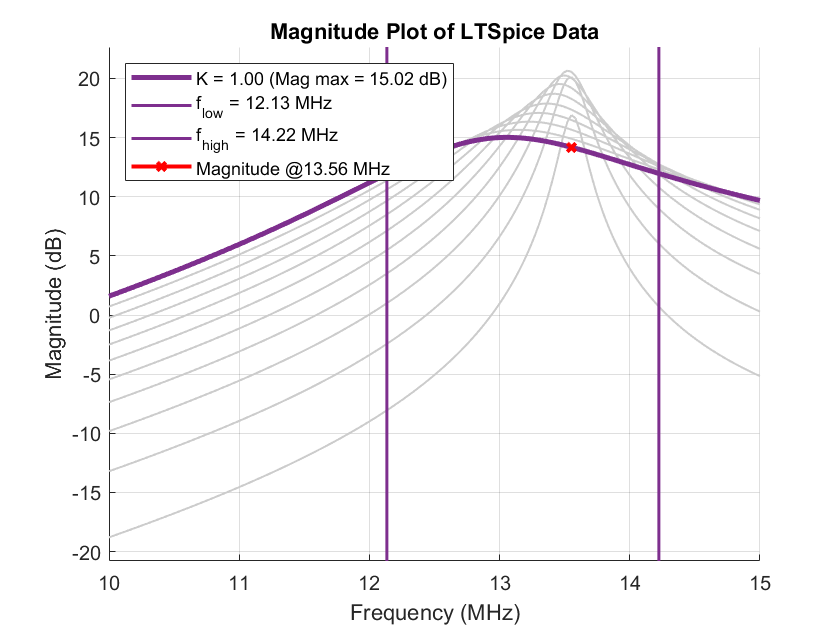 Magnitude Plot of LTSpice Data
K = 1.00 (Mag max = 15.02 dB)
f_low = 12.13 MHz
f_high = 14.22 MHz
Magnitude @13.56 MHz
Magnitude (dB)
20
15
10
5
0
-5
-10
-15
-20
10 11 12 13 14 15
Frequency (MHz)